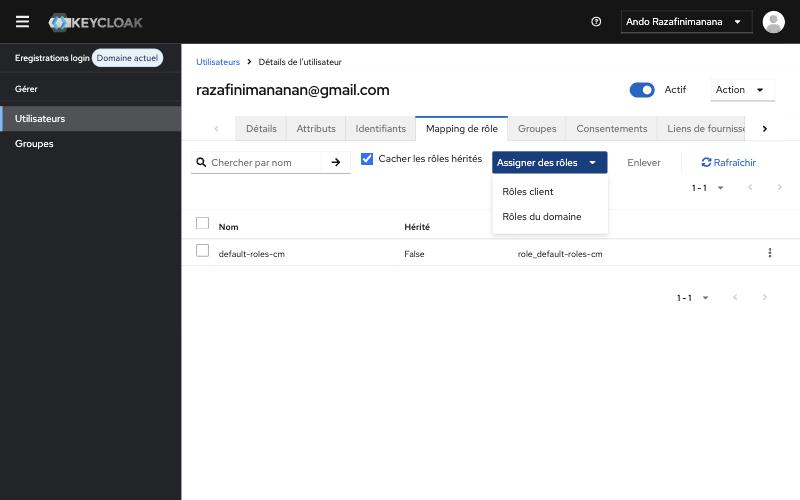 KEYCLOAK
Ando Razafinimanana
Eregistrations login Domaine actuel
Gérer
Utilisateurs
Groupes
Utilisateurs > Détails de l'utilisateur
razafinimananan@gmail.com
Actif
Action
Détails Attributs Identifiants Mapping de rôle Groupes Consentements Liens de fournisse
Chercher par nom
Cacher les rôles hérités
Assigner des rôles
Enlever
Rafraîchir
Rôles client
Rôles du domaine
1-1
Nom Hérité
default-roles-cm False role_default-roles-cm
1-1